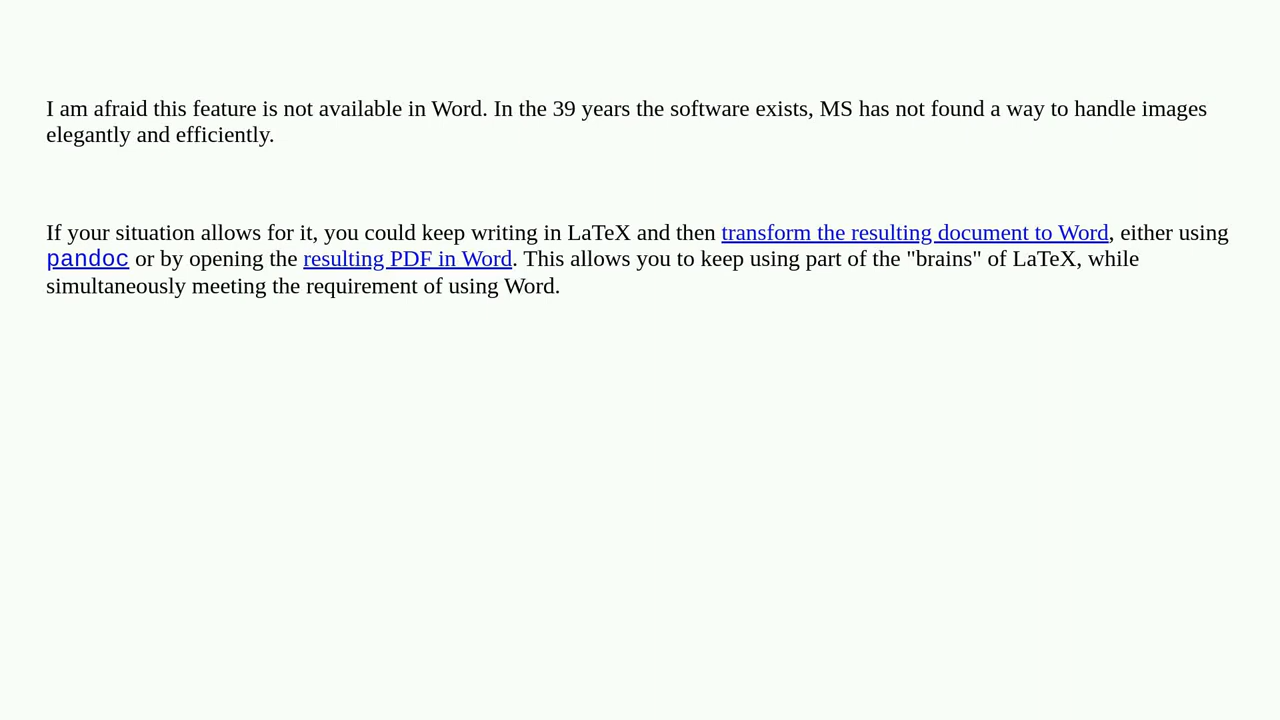 I am afraid this feature is not available in Word. In the 39 years the software exists, MS has not found a way to handle images
elegantly and efficiently.
If your situation allows for it, you could keep writing in LaTeX and then transform the resulting document to Word, either using
pandoc or by opening the resulting PDF in Word. This allows you to keep using part of the "brains" of LaTeX, while
simultaneously meeting the requirement of using Word.